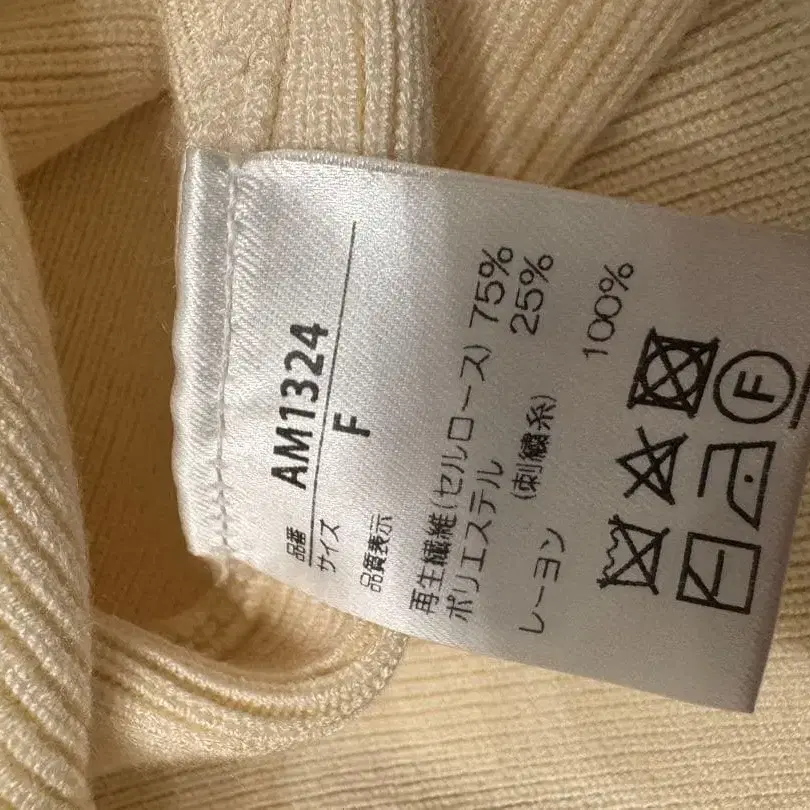 品番 AM1324
サイズ F
品質表示
再生繊維(セルロース) 75%
ポリエステル 25%
(刺繍糸)
レーヨン 100%
F